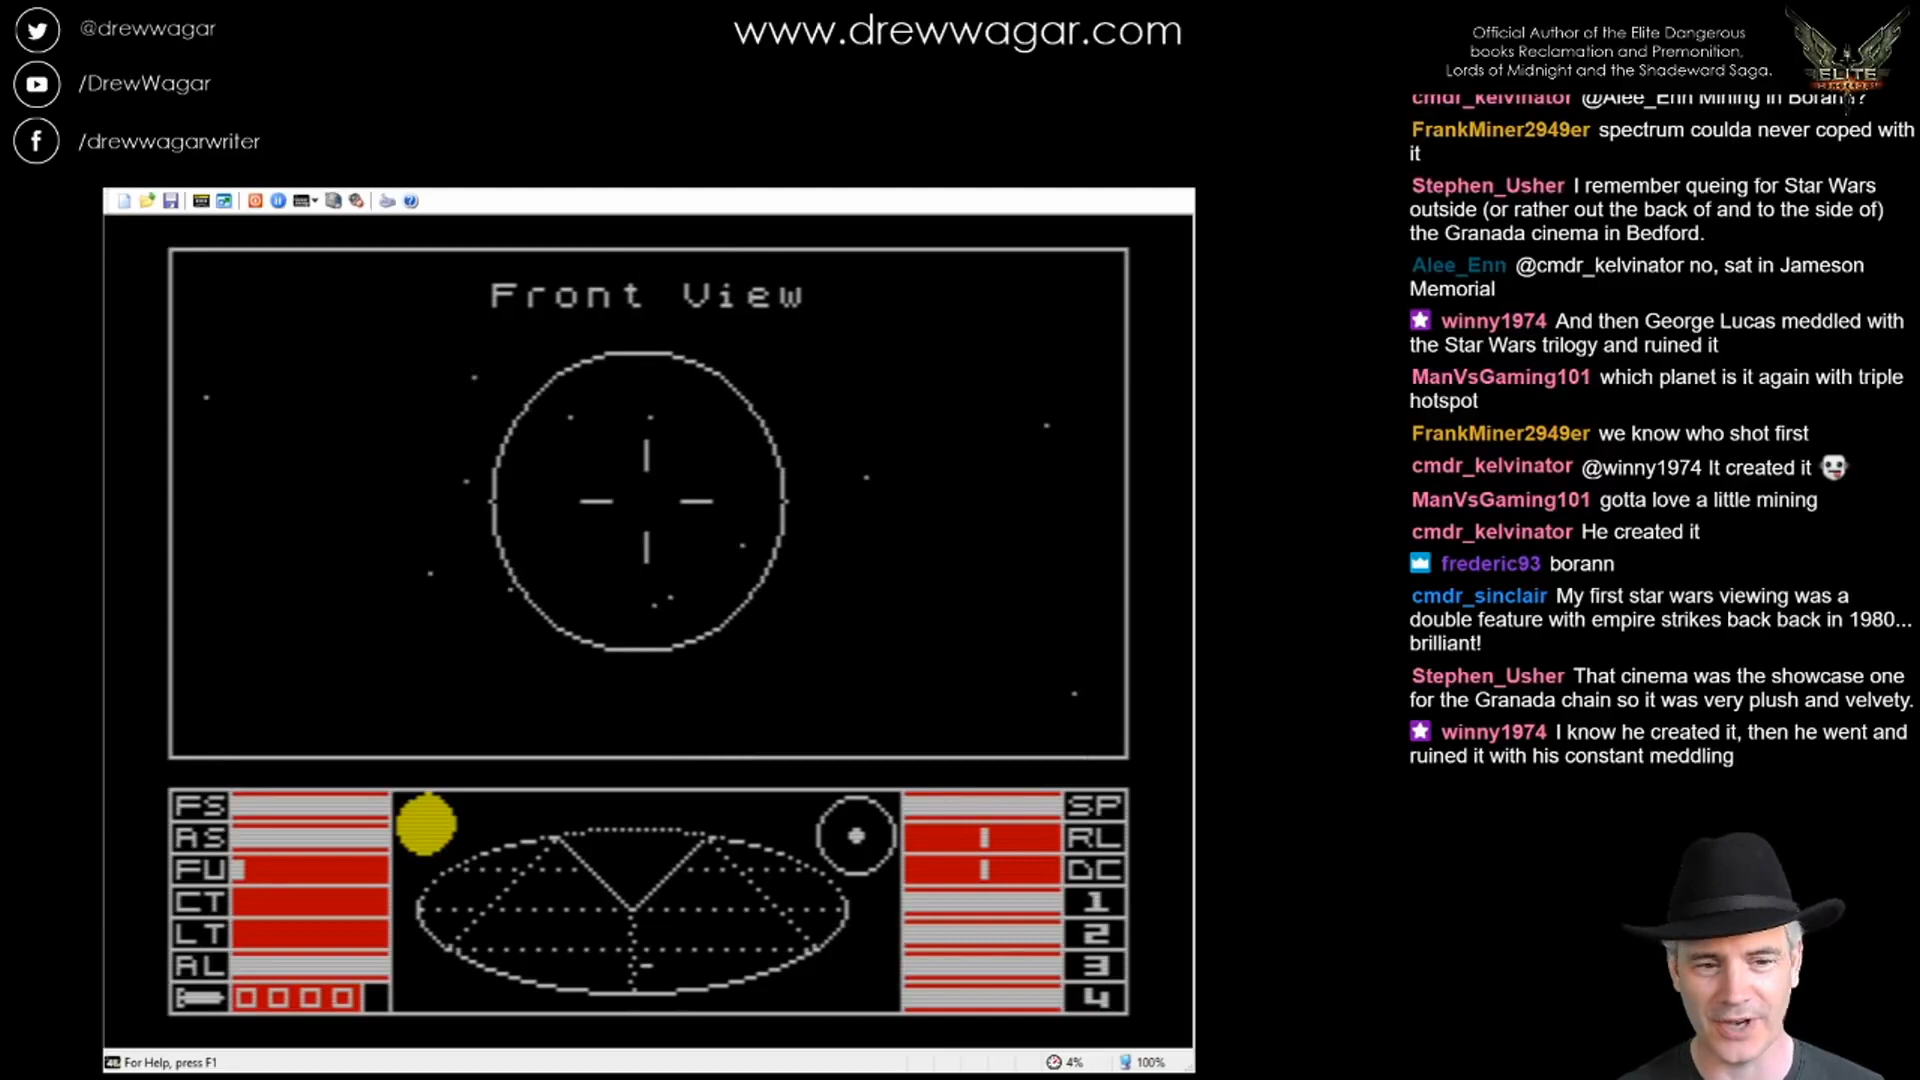 @drewwagar
/DrewWagar
/drewwagarwriter
www.drewwagar.com
Official Author of the Elite Dangerous
books Reclamation and Premonition,
Lords of Midnight and the Shadeward Saga.
ELITE
DANGEROUS
cmdr_kelvinator @Alee_Enn Mining in Borann?
FrankMiner2949er spectrum coulda never coped with
it
Stephen_Usher I remember queing for Star Wars
outside (or rather out the back of and to the side of)
the Granada cinema in Bedford.
Alee_Enn @cmdr_kelvinator no, sat in Jameson
Memorial
winny1974 And then George Lucas meddled with
the Star Wars trilogy and ruined it
ManVsGaming101 which planet is it again with triple
hotspot
FrankMiner2949er we know who shot first
cmdr_kelvinator @winny1974 It created it
ManVsGaming101 gotta love a little mining
cmdr_kelvinator He created it
frederic93 borann
cmdr_sinclair My first star wars viewing was a
double feature with empire strikes back back in 1980...
brilliant!
Stephen_Usher That cinema was the showcase one
for the Granada chain so it was very plush and velvety.
winny1974 I know he created it, then he went and
ruined it with his constant meddling
Front View
FS
AS
FU
CT
LT
AL
SP
RL
DC
1
2
3
4
For Help, press F1
4%
100%